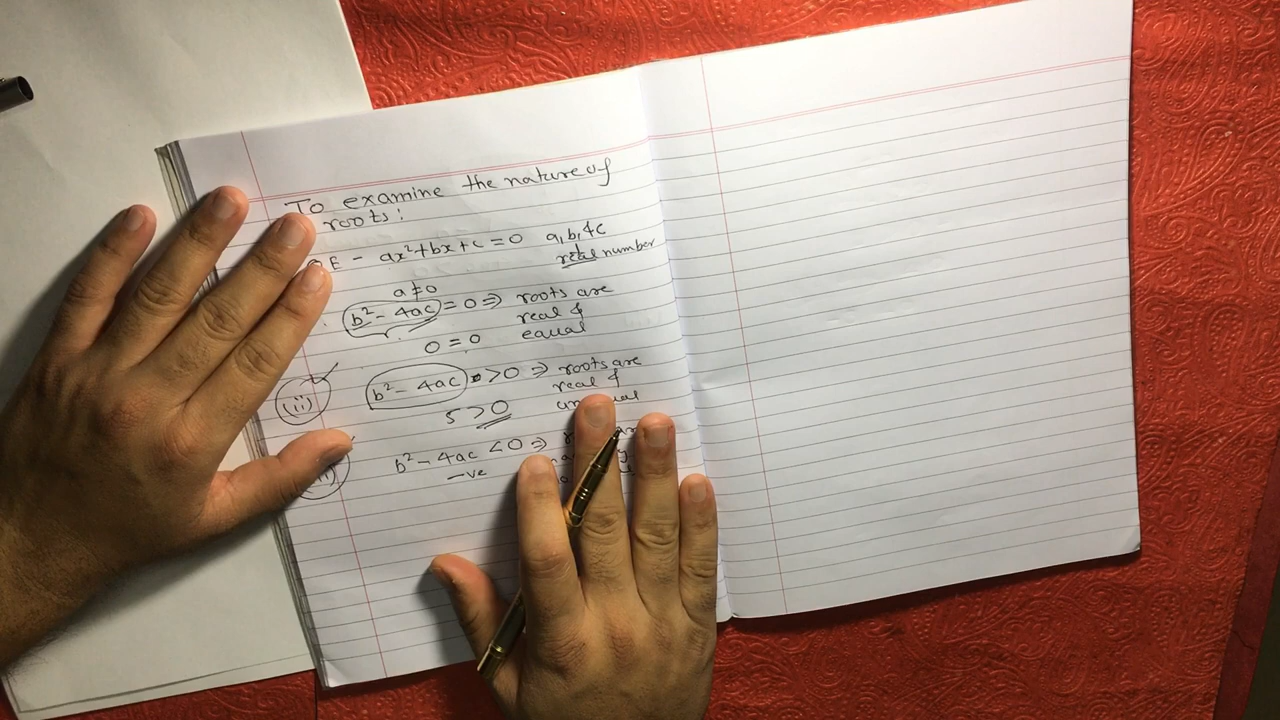 To examine the nature of
roots:
QE - ax²+bx+c = 0 a,b,&c
real number
a≠0
b²-4ac = 0 ⇒ roots are
real &
0 = 0 equal
(ii) b²-4ac >0 ⇒ roots are
real &
5 >0
b²-4ac <0 ⇒
-ve